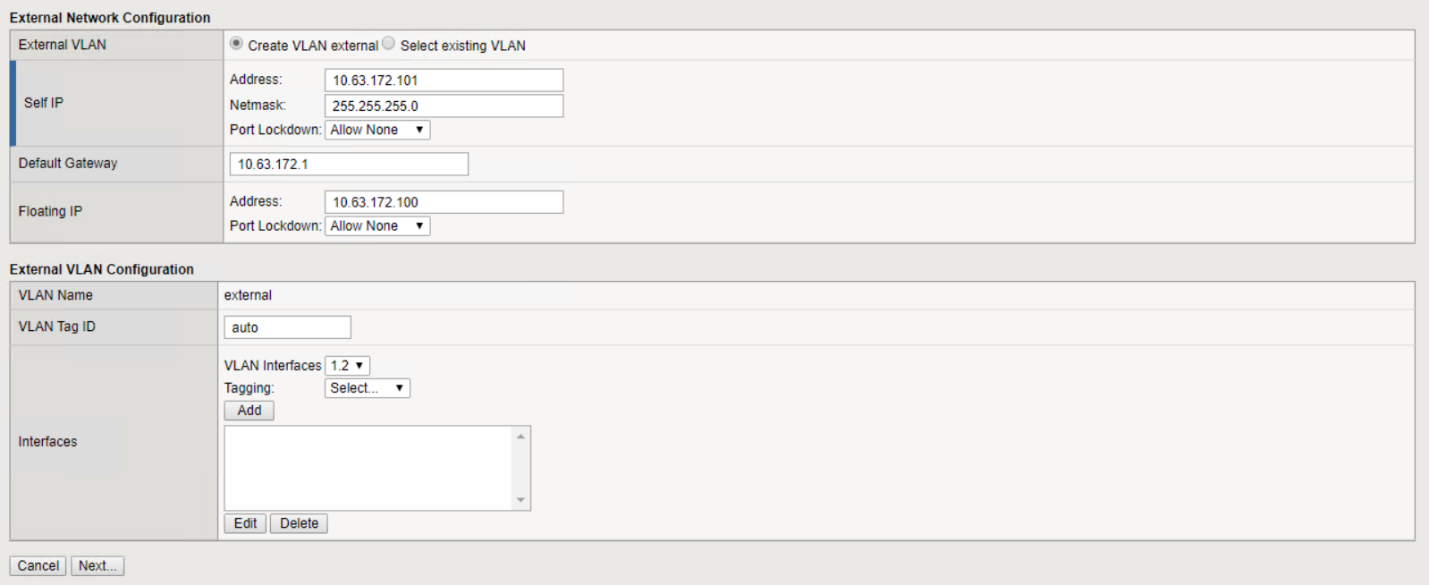 External Network Configuration
External VLAN Create VLAN external Select existing VLAN
Self IP
Address: 10.63.172.101
Netmask: 255.255.255.0
Port Lockdown: Allow None
Default Gateway 10.63.172.1
Floating IP
Address: 10.63.172.100
Port Lockdown: Allow None
External VLAN Configuration
VLAN Name external
VLAN Tag ID auto
Interfaces
VLAN Interfaces 1.2
Tagging: Select...
Add
Edit Delete
Cancel Next...